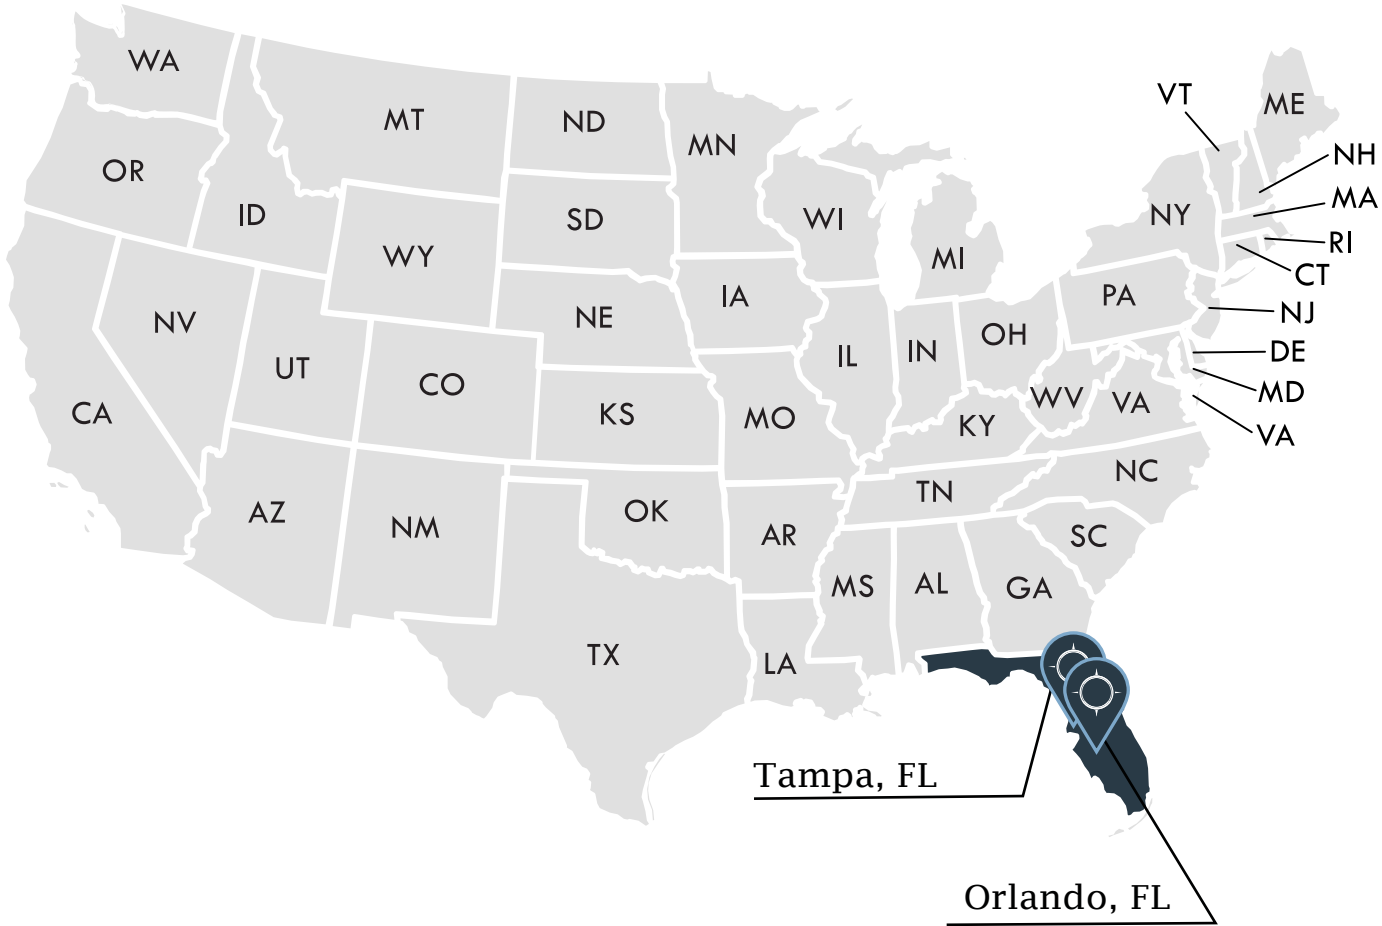 WA
MT
ND
MN
VT
ME
OR
ID
SD
WI
NY
NH
MA
WY
MI
RI
CT
NV
NE
IA
PA
NJ
UT
CO
IL
IN
OH
DE
CA
KS
MO
KY
WV
VA
MD
VA
AZ
NM
OK
AR
TN
NC
SC
TX
LA
MS
AL
GA
Tampa, FL
Orlando, FL